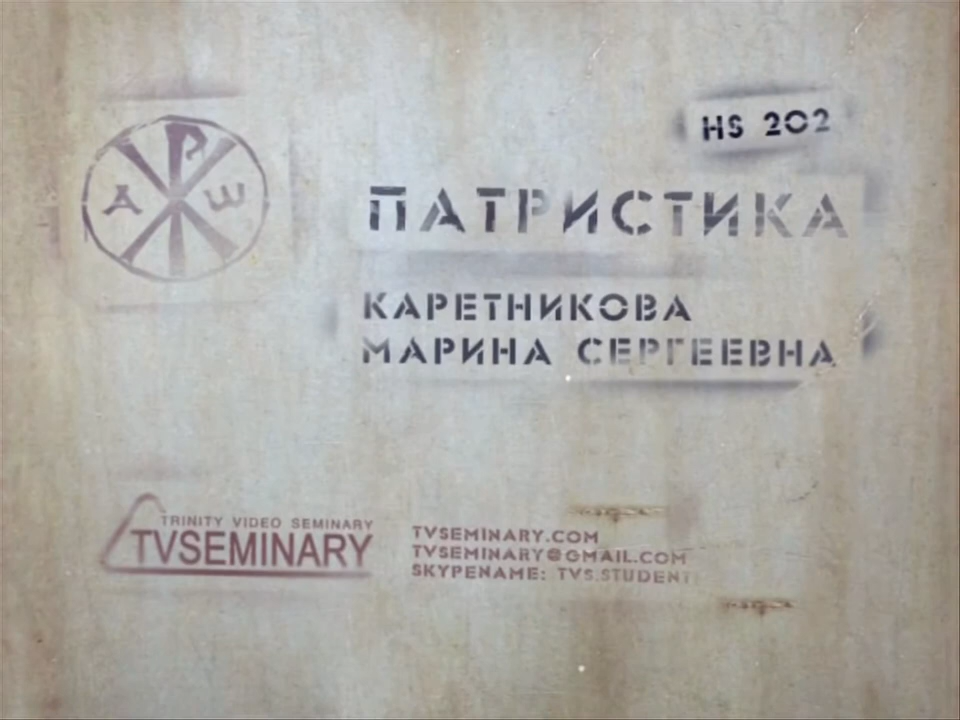 HS 202
А Р Ш
ПАТРИСТИКА
КАРЕТНИКОВА
МАРИНА СЕРГЕЕВНА
TRINITY VIDEO SEMINARY
TVSEMINARY
TVSEMINARY.COM
TVSEMINARY@GMAIL.COM
SKYPENAME: TVS.STUDENT